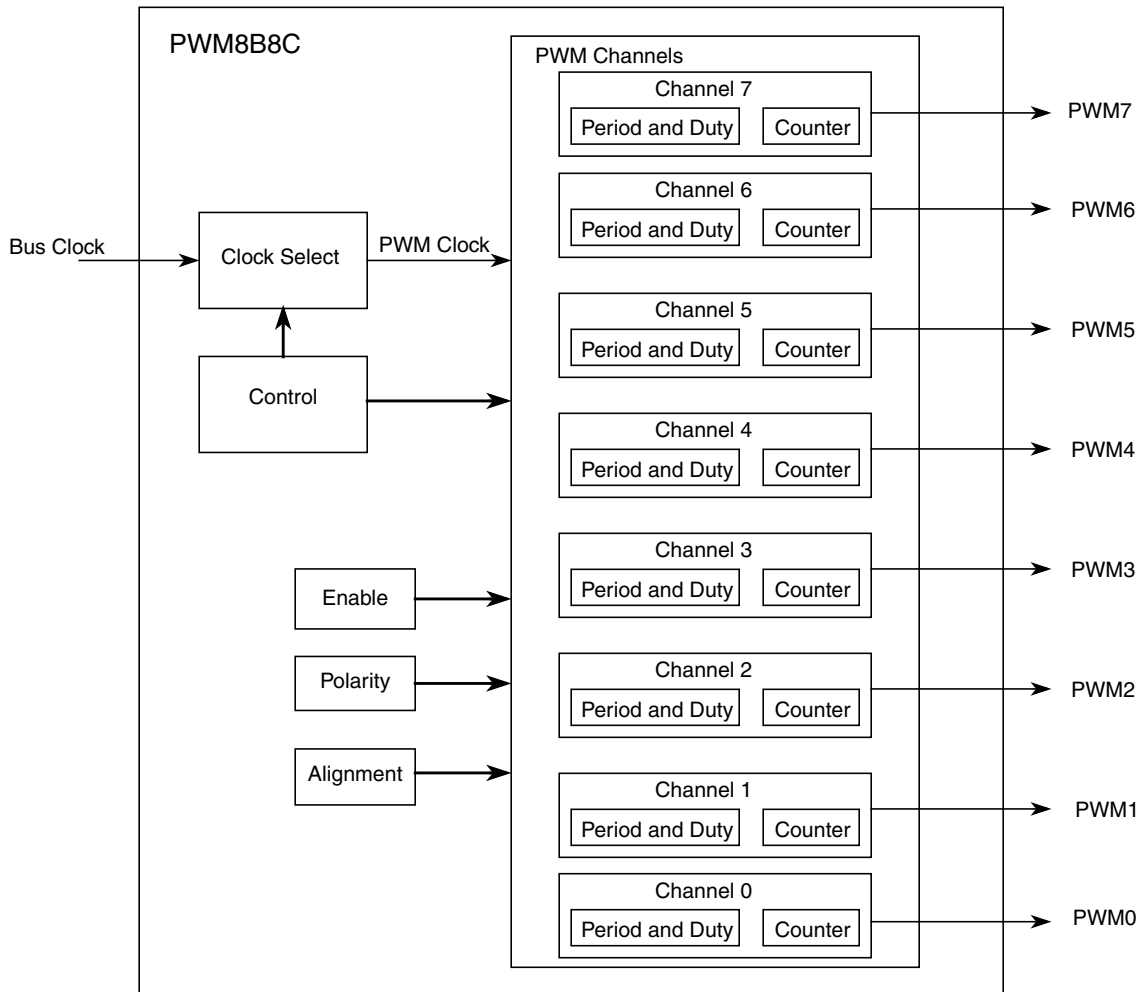 PWM8B8C
PWM Channels
Channel 7
Period and Duty
Counter
PWM7
Channel 6
Period and Duty
Counter
PWM6
Bus Clock
Clock Select
PWM Clock
Control
Channel 5
Period and Duty
Counter
PWM5
Channel 4
Period and Duty
Counter
PWM4
Channel 3
Period and Duty
Counter
PWM3
Enable
Polarity
Alignment
Channel 2
Period and Duty
Counter
PWM2
Channel 1
Period and Duty
Counter
PWM1
Channel 0
Period and Duty
Counter
PWM0